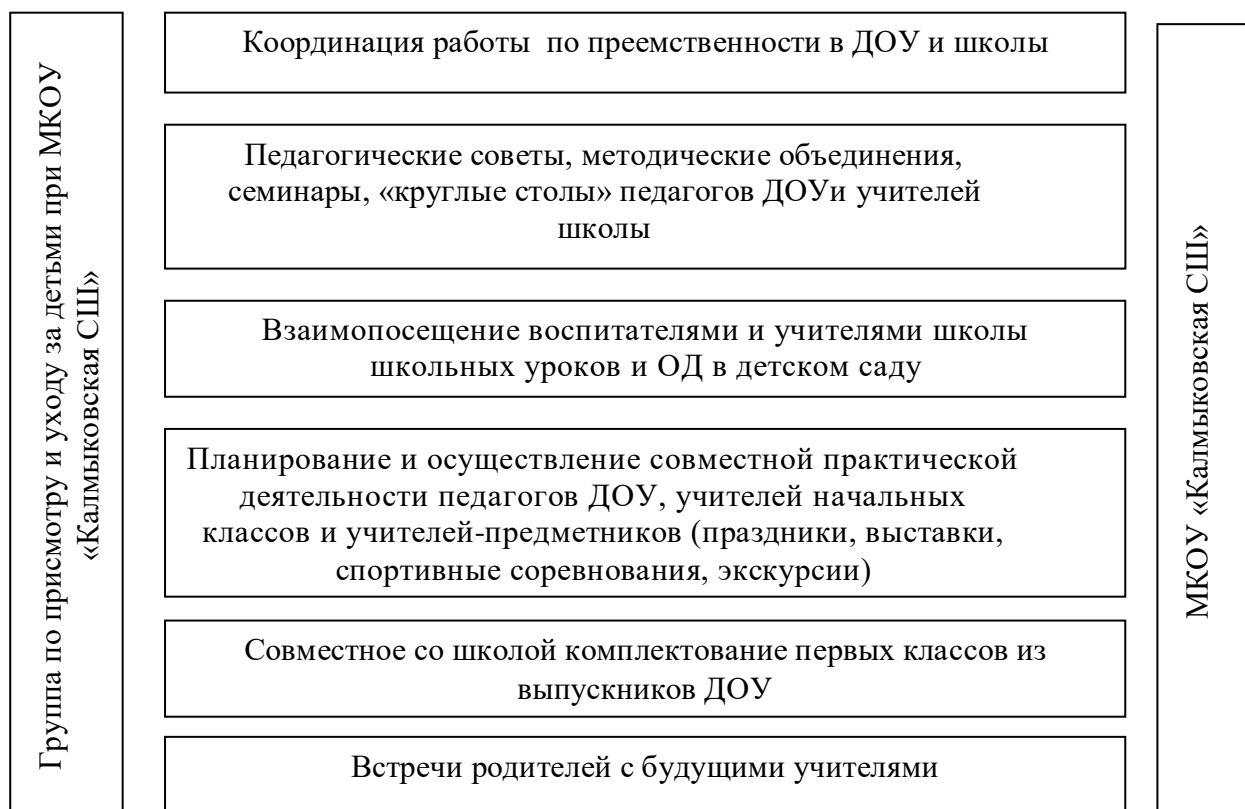 Группа по присмотру и уходу за детьми при МКОУ
«Калмыковская СШ»
Координация работы по преемственности в ДОУ и школы
Педагогические советы, методические объединения,
семинары, «круглые столы» педагогов ДОУи учителей
школы
Взаимопосещение воспитателями и учителями школы
школьных уроков и ОД в детском саду
Планирование и осуществление совместной практической
деятельности педагогов ДОУ, учителей начальных
классов и учителей-предметников (праздники, выставки,
спортивные соревнования, экскурсии)
Совместное со школой комплектование первых классов из
выпускников ДОУ
Встречи родителей с будущими учителями
МКОУ «Калмыковская СШ»